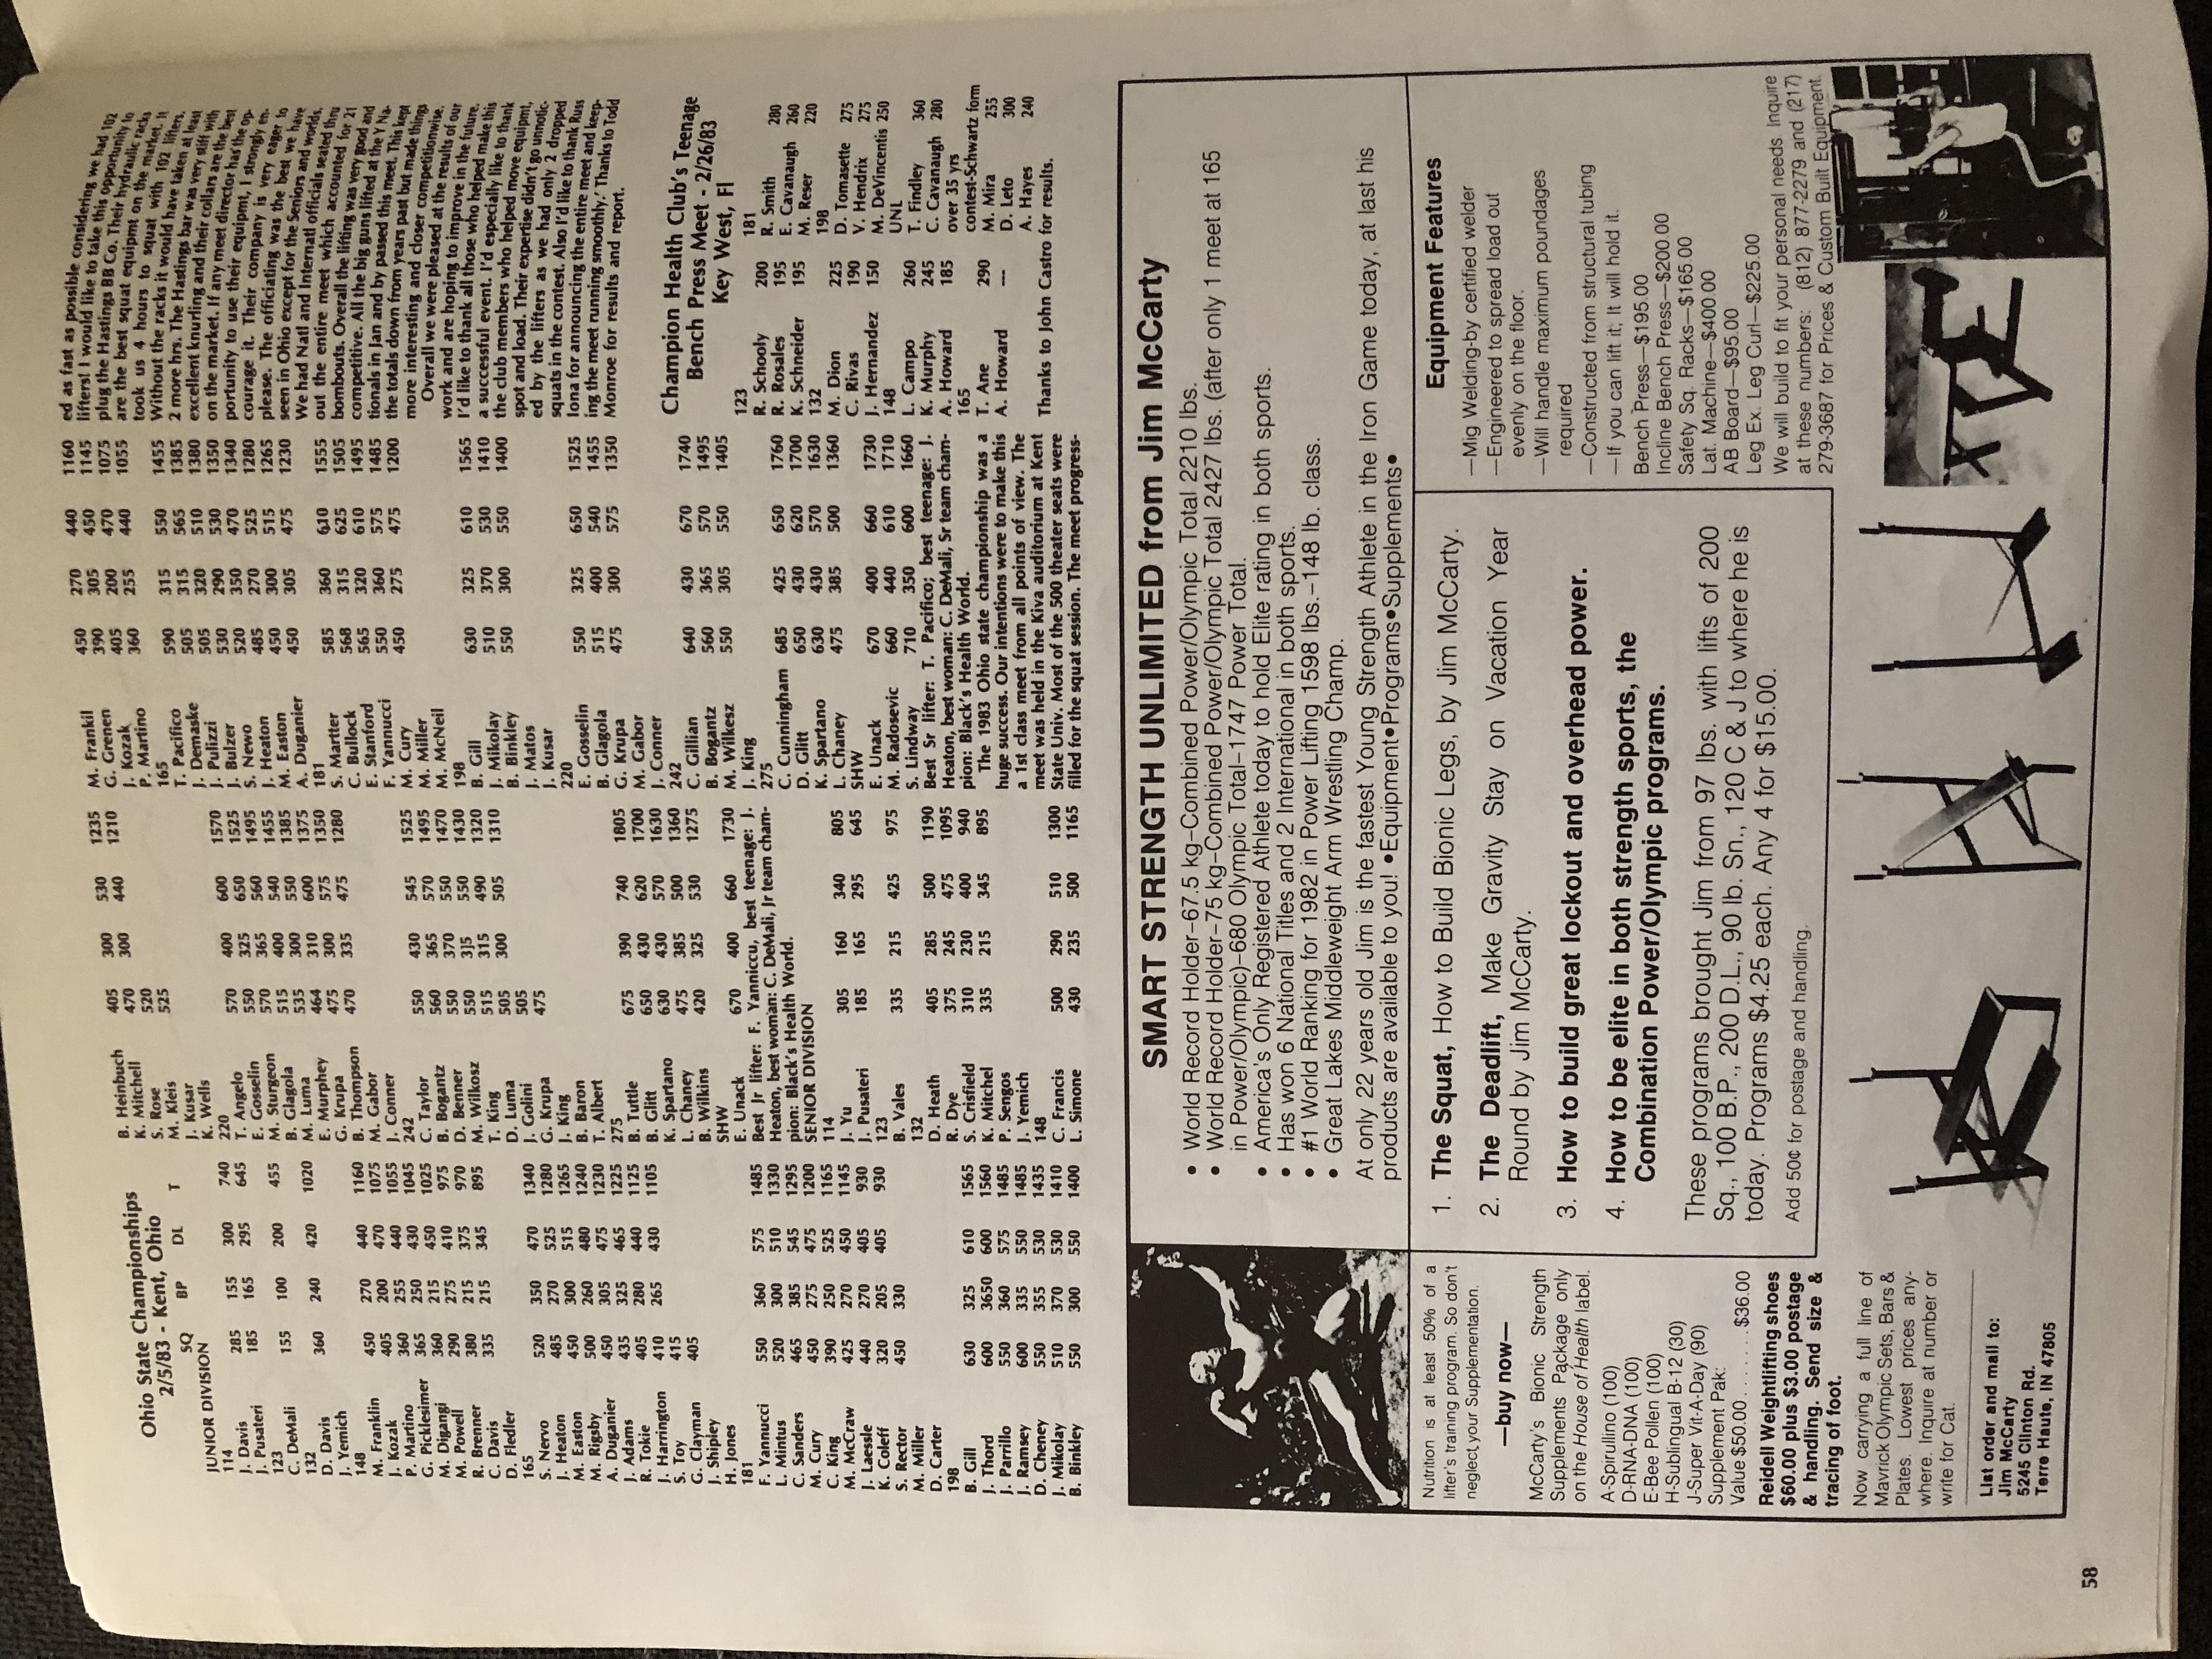 Ohio State Championships
2/5/83 - Kent, Ohio
SQ BP DL T
JUNIOR DIVISION
114
J. Davis 285 155 300 740
J. Pusateri 185 165 295 645
123
C. DeMali 155 100 200 455
132
D. Davis 360 240 420 1020
J. Yemich
148
M. Franklin 450 270 440 1160
J. Kozak 405 200 470 1075
P. Martino 360 255 440 1055
G. Picklesimer 365 250 430 1045
M. Digangi 360 215 450 1025
M. Powell 290 275 410 975
R. Brenner 380 215 375 970
C. Davis 335 215 345 895
D. Fledler
165
S. Nervo 520 350 470 1340
J. Heaton 485 270 525 1280
M. Easton 450 300 515 1265
M. Rigsby 500 260 480 1240
A. Duganier 450 305 475 1230
J. Adams 435 325 465 1225
R. Tokie 405 280 440 1125
J. Harrington 410 265 430 1105
S. Toy 415
G. Clayman 405
J. Shipley
H. Jones
181
F. Yannucci 550 360 575 1485
L. Mintus 520 300 510 1330
C. Sanders 465 385 545 1295
M. Cury 450 275 475 1200
C. King 390 250 525 1165
M. McCraw 425 270 450 1145
J. Laessle 440 270 405 930
K. Coleff 320 205 405 930
S. Rector 450 330
M. Miller
D. Carter
198
B. Gill 630 325 610 1565
J. Thord 600 3650 600 1560
J. Parrillo 550 360 575 1485
J. Ramsey 600 335 550 1485
D. Cheney 550 355 530 1435
J. Mikolay 510 370 530 1410
B. Binkley 550 300 550 1400
B. Heinbuch 405 300 530 1235
K. Mitchell 470 300 440 1210
S. Rose 520
M. Kleis 525
J. Kusar
K. Wells
220
T. Angelo 570 400 600 1570
E. Gosselin 550 325 650 1525
M. Sturgeon 570 365 560 1495
B. Glagola 515 400 540 1455
M. Luma 535 300 550 1385
E. Murphey 464 310 600 1375
G. Krupa 475 300 575 1350
B. Thompson 470 335 475 1280
M. Gabor
J. Conner
242
C. Taylor 550 430 545 1525
B. Bogantz 560 365 570 1495
D. Benner 550 370 550 1470
M. Wilkosz 550 315 550 1430
T. King 515 315 490 1320
D. Luma 505 300 505 1310
J. Golini 505
G. Krupa 475
J. King
B. Baron
T. Albert
275
B. Tuttle 675 390 740 1805
B. Glitt 650 430 620 1700
K. Spartano 630 430 570 1630
L. Chaney 475 385 500 1360
B. Wilkins 420 325 530 1275
SHW
E. Unack 670 400 660 1730
Best Jr lifter: F. Yanniccu, best teenage: J.
Heaton, best woman: C. DeMali, Jr team cham-
pion: Black's Health World.
SENIOR DIVISION
114
J. Yu 305 160 340 805
J. Pusateri 185 165 295 645
123
B. Vales 335 215 425 975
132
D. Heath 405 285 500 1190
R. Dye 375 245 475 1095
S. Crisfield 310 230 400 940
K. Mitchel 335 215 345 895
P. Sengos
J. Yemich
148
C. Francis 500 290 510 1300
L. Simone 430 235 500 1165
M. Frankil 450 270 440 1160
G. Grenen 390 305 450 1145
J. Kozak 405 200 470 1075
P. Martino 360 255 440 1055
165
T. Pacifico 590 315 550 1455
J. Demaske 505 315 565 1385
J. Pulizzi 505 320 510 1380
J. Bulzer 530 290 530 1350
S. Newo 520 350 470 1340
J. Heaton 485 270 525 1280
M. Easton 450 300 515 1265
A. Duganier 450 305 475 1230
181
S. Martter 585 360 610 1555
C. Bullock 568 315 625 1505
E. Stanford 565 320 610 1495
F. Yannucci 550 360 575 1485
M. Cury 450 275 475 1200
M. Miller
M. McNeil
198
B. Gill 630 325 610 1565
J. Mikolay 510 370 530 1410
B. Binkley 550 300 550 1400
J. Matos
J. Kusar
220
E. Gosselin 550 325 650 1525
B. Glagola 515 400 540 1455
G. Krupa 475 300 575 1350
M. Gabor
J. Conner
242
C. Gillian 640 430 670 1740
B. Bogantz 560 365 570 1495
M. Wilkesz 550 305 550 1405
J. King
275
C. Cunningham 685 425 650 1760
D. Glitt 650 430 620 1700
K. Spartano 630 430 570 1630
L. Chaney 475 385 500 1360
SHW
E. Unack 670 400 660 1730
M. Radosevic 660 440 610 1710
S. Lindway 710 350 600 1660
Best Sr lifter: T. Pacifico; best teenage: J.
Heaton, best woman: C. DeMali, Sr team cham-
pion: Black's Health World.
The 1983 Ohio state championship was a
huge success. Our intentions were to make this
a 1st class meet from all points of view. The
meet was held in the Kiva auditorium at Kent
State Univ. Most of the 500 theater seats were
filled for the squat session. The meet progress-
ed as fast as possible considering we had 102
lifters! I would like to take this opportunity to
plug the Hastings BB Co. Their hydraulic racks
are the best squat equipmt on the market. It
took us 4 hours to squat with 102 lifters.
Without the racks it would have taken at least
2 more hrs. The Hastings bar was very stiff with
excellent knurling and their collars are the best
on the market. If any meet director has the op-
portunity to use their equipmt, I strongly en-
courage it. Their company is very eager to
please. The officiating was the best we have
seen in Ohio except for the Seniors and worlds.
We had Natl and Internatl officials seated thru
out the entire meet which accounted for 21
bombouts. Overall the lifting was very good and
competitive. All the big guns lifted at the Y Na-
tionals in Jan and by passed this meet. This kept
the totals down from years past but made things
more interesting and closer competitionwise.
Overall we were pleased at the results of our
work and are hoping to improve in the future.
I'd like to thank all those who helped make this
a successful event. I'd especially like to thank
the club members who helped move equipmt,
spot and load. Their expertise didn't go unnotic-
ed by the lifters as we had only 2 dropped
squats in the contest. Also I'd like to thank Russ
Iona for announcing the entire meet and keep-
ing the meet running smoothly.' Thanks to Todd
Monroe for results and report.
Champion Health Club's Teenage
Bench Press Meet - 2/26/83
Key West, Fl
123
R. Schooly 200
R. Rosales 195
K. Schneider 195
132
M. Dion 225
C. Rivas 190
J. Hernandez 150
148
L. Campo 260
K. Murphy 245
A. Howard 185
165
T. Ane 290
A. Howard ---
181
R. Smith 280
E. Cavanaugh 260
M. Reser 220
198
D. Tomasette 275
V. Hendrix 275
M. DeVincentis 250
UNL
T. Findley 360
C. Cavanaugh 280
over 35 yrs
contest-Schwartz form
M. Mira 255
D. Leto 300
A. Hayes 240
Thanks to John Castro for results.
SMART STRENGTH UNLIMITED from Jim McCarty
• World Record Holder–67.5 kg–Combined Power/Olympic Total 2210 lbs.
• World Record Holder–75 kg–Combined Power/Olympic Total 2427 lbs. (after only 1 meet at 165
in Power/Olympic)–680 Olympic Total–1747 Power Total.
• America's Only Registered Athlete today to hold Elite rating in both sports.
• Has won 6 National Titles and 2 International in both sports.
• #1 World Ranking for 1982 in Power Lifting 1598 lbs.–148 lb. class.
• Great Lakes Middleweight Arm Wrestling Champ.
At only 22 years old Jim is the fastest Young Strength Athlete in the Iron Game today, at last his
products are available to you! •Equipment•Programs•Supplements•
Nutrition is at least 50% of a
lifter's training program. So don't
neglect your Supplementation.
—buy now—
McCarty's Bionic Strength
Supplements Package only
on the House of Health label.
A-Spirullino (100)
D-RNA-DNA (100)
E-Bee Pollen (100)
H-Sublingual B-12 (30)
J-Super Vit-A-Day (90)
Supplement Pak:
Value $50.00 . . . . . . . $36.00
Reidell Weightlifting shoes
$60.00 plus $3.00 postage
& handling. Send size &
tracing of foot.
Now carrying a full line of
Mavrick Olympic Sets, Bars &
Plates. Lowest prices any-
where. Inquire at number or
write for Cat.
List order and mail to:
Jim McCarty
5245 Clinton Rd.
Terre Haute, IN 47805
1. The Squat, How to Build Bionic Legs, by Jim McCarty.
2. The Deadlift, Make Gravity Stay on Vacation Year
Round by Jim McCarty.
3. How to build great lockout and overhead power.
4. How to be elite in both strength sports, the
Combination Power/Olympic programs.
These programs brought Jim from 97 lbs. with lifts of 200
Sq., 100 B.P., 200 D.L., 90 lb. Sn., 120 C & J to where he is
today. Programs $4.25 each. Any 4 for $15.00.
Add 50¢ for postage and handling.
Equipment Features
—Mig Welding-by certified welder
—Engineered to spread load out
evenly on the floor.
—Will handle maximum poundages
required
—Constructed from structural tubing
—If you can lift it; It will hold it.
Bench Press—$195.00
Incline Bench Press—$200.00
Safety Sq. Racks—$165.00
Lat. Machine—$400.00
AB Board—$95.00
Leg Ex. Leg Curl—$225.00
We will build to fit your personal needs. Inquire
at these numbers: (812) 877-2279 and (217)
279-3687 for Prices & Custom Built Equipment.
58